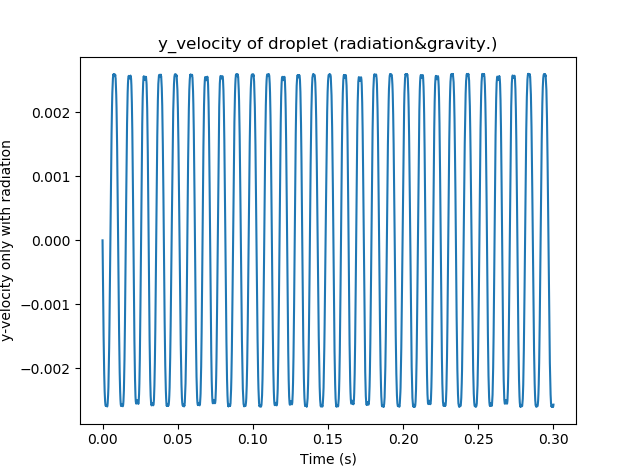 y_velocity of droplet (radiation&gravity.)
y-velocity only with radiation
0.002
0.001
0.000
−0.001
−0.002
0.00 0.05 0.10 0.15 0.20 0.25 0.30
Time (s)